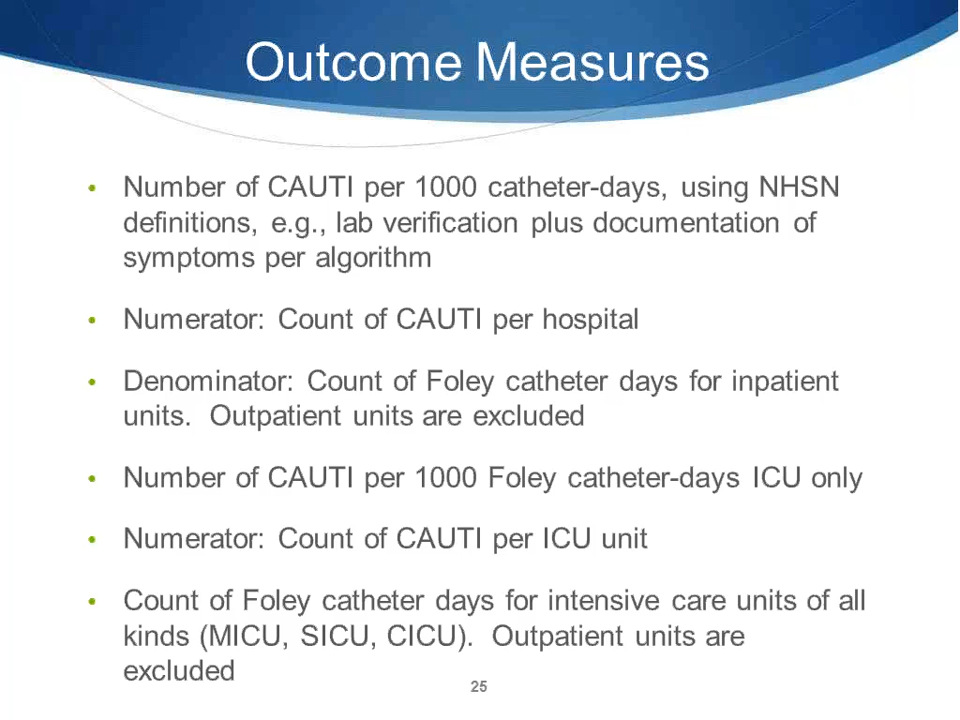 Outcome Measures
• Number of CAUTI per 1000 catheter-days, using NHSN
definitions, e.g., lab verification plus documentation of
symptoms per algorithm
• Numerator: Count of CAUTI per hospital
• Denominator: Count of Foley catheter days for inpatient
units. Outpatient units are excluded
• Number of CAUTI per 1000 Foley catheter-days ICU only
• Numerator: Count of CAUTI per ICU unit
• Count of Foley catheter days for intensive care units of all
kinds (MICU, SICU, CICU). Outpatient units are
excluded
25